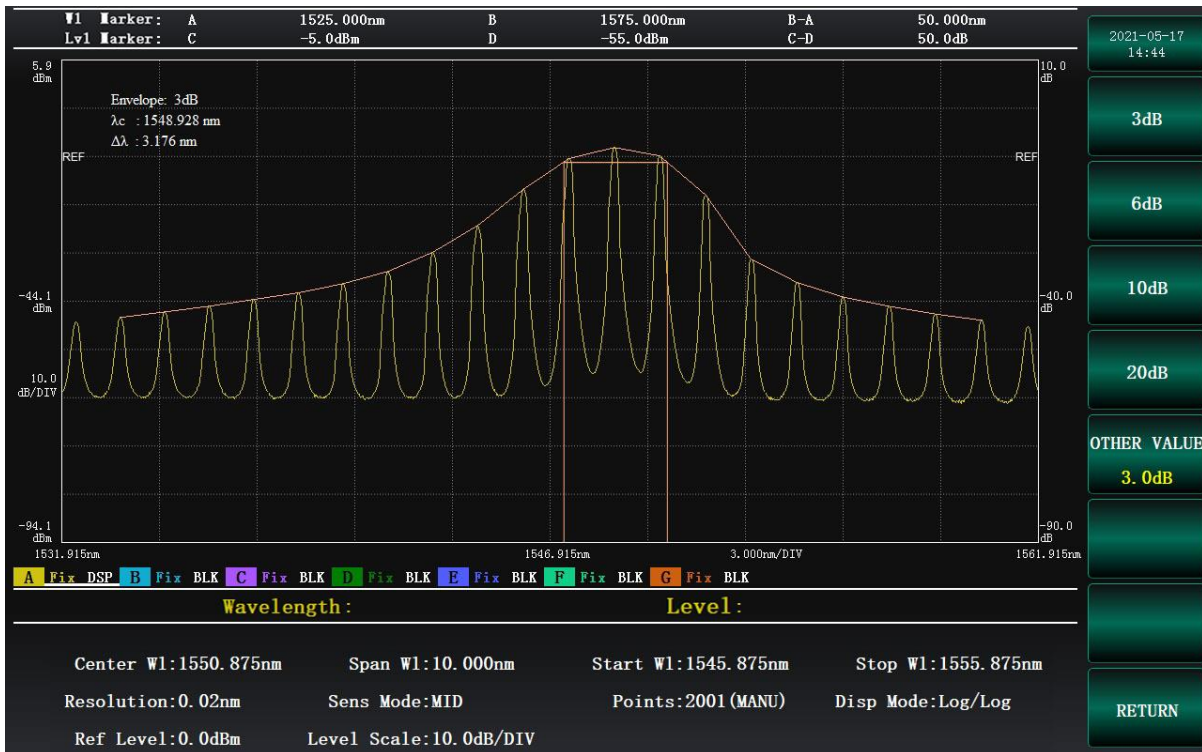 Wl Marker: A 1525.000nm B 1575.000nm B-A 50.000nm
Lvl Marker: C -5.0dBm D -55.0dBm C-D 50.0dB
2021-05-17
14:44
5.9
dBm
10.0
dB
Envelope: 3dB
λc : 1548.928 nm
Δλ : 3.176 nm
REF
REF
-44.1
dBm
-40.0
dB
10.0
dB/DIV
-94.1
dBm
-90.0
dB
1531.915nm 1546.915nm 3.000nm/DIV 1561.915nm
A Fix DSP B Fix BLK C Fix BLK D Fix BLK E Fix BLK F Fix BLK G Fix BLK
Wavelength: Level:
Center Wl:1550.875nm Span Wl:10.000nm Start Wl:1545.875nm Stop Wl:1555.875nm
Resolution:0.02nm Sens Mode:MID Points:2001(MANU) Disp Mode:Log/Log
Ref Level:0.0dBm Level Scale:10.0dB/DIV
3dB
6dB
10dB
20dB
OTHER VALUE
3.0dB
RETURN